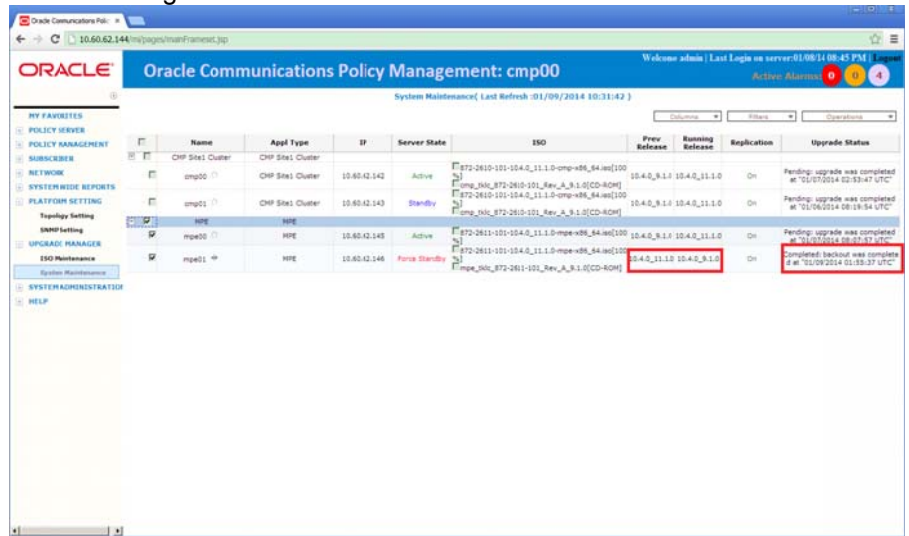 Oracle Communications Polic
10.60.62.144/mi/pages/mainFrameset.jsp
ORACLE
Oracle Communications Policy Management: cmp00
Welcome admin | Last Login on server:01/08/14 08:45 PM | Logout
Active Alarms: 0 0 4
System Maintenance( Last Refresh :01/09/2014 10:31:42 )
Columns Filters Operations
MY FAVORITES
POLICY SERVER
POLICY MANAGEMENT
SUBSCRIBER
NETWORK
SYSTEM WIDE REPORTS
PLATFORM SETTING
Topology Setting
SNMP Setting
UPGRADE MANAGER
ISO Maintenance
System Maintenance
SYSTEM ADMINISTRATION
HELP
Name Appl Type IP Server State ISO Prev Release Running Release Replication Upgrade Status
CMP Site1 Cluster CMP Site1 Cluster
cmp00 CMP Site1 Cluster 10.60.62.142 Active 872-2610-101-10.4.0_11.1.0-cmp-x86_64.iso[100
%] 10.4.0_9.1.0 10.4.0_11.1.0 On Pending: upgrade was completed
cmp_tklc_872-2610-101_Rev_A_9.1.0[CD-ROM] at "01/07/2014 02:53:47 UTC"
cmp01 CMP Site1 Cluster 10.60.62.143 Standby 872-2610-101-10.4.0_11.1.0-cmp-x86_64.iso[100
%] 10.4.0_9.1.0 10.4.0_11.1.0 On Pending: upgrade was completed
cmp_tklc_872-2610-101_Rev_A_9.1.0[CD-ROM] at "01/06/2014 08:19:54 UTC"
MPE MPE
mpe00 MPE 10.60.62.145 Active 872-2611-101-10.4.0_11.1.0-mpe-x86_64.iso[100
%] 10.4.0_9.1.0 10.4.0_11.1.0 On Pending: upgrade was completed
mpe_tklc_872-2611-101_Rev_A_9.1.0[CD-ROM] at "01/07/2014 08:07:57 UTC"
mpe01 MPE 10.60.62.146 Force Standby 872-2611-101-10.4.0_11.1.0-mpe-x86_64.iso[100
%] 10.4.0_11.1.0 10.4.0_9.1.0 On Completed: backout was complete
mpe_tklc_872-2611-101_Rev_A_9.1.0[CD-ROM] d at "01/09/2014 01:55:37 UTC"